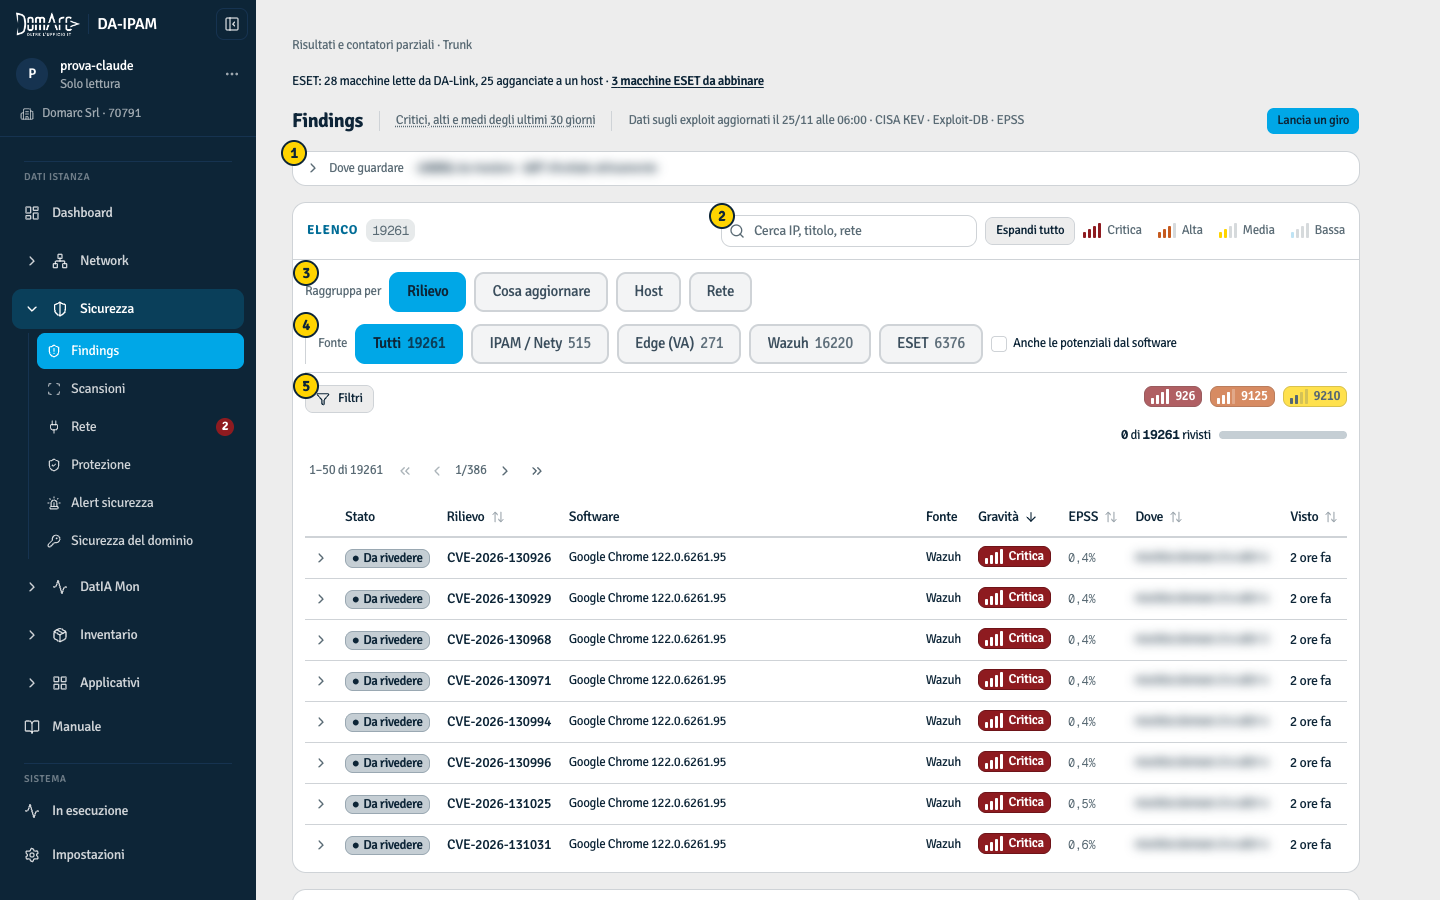 DomArc
OLTRE L'UFFICIO IT
DA-IPAM
P
prova-claude
Solo lettura
Domarc Srl · 70791
DATI ISTANZA
Dashboard
Network
Sicurezza
Findings
Scansioni
Rete 2
Protezione
Alert sicurezza
Sicurezza del dominio
DatIA Mon
Inventario
Applicativi
Manuale
SISTEMA
In esecuzione
Impostazioni
Risultati e contatori parziali · Trunk
ESET: 28 macchine lette da DA-Link, 25 agganciate a un host · 3 macchine ESET da abbinare
Findings Critici, alti e medi degli ultimi 30 giorni Dati sugli exploit aggiornati il 25/11 alle 06:00 · CISA KEV · Exploit-DB · EPSS Lancia un giro
1 Dove guardare
ELENCO 19261 2 Cerca IP, titolo, rete Espandi tutto Critica Alta Media Bassa
3 Raggruppa per Rilievo Cosa aggiornare Host Rete
4 Fonte Tutti 19261 IPAM / Nety 515 Edge (VA) 271 Wazuh 16220 ESET 6376 Anche le potenziali dal software
5 Filtri 926 9125 9210
0 di 19261 rivisti
1–50 di 19261 « ‹ 1/386 › »
Stato Rilievo Software Fonte Gravità EPSS Dove Visto
Da rivedere CVE-2026-130926 Google Chrome 122.0.6261.95 Wazuh Critica 0,4% 2 ore fa
Da rivedere CVE-2026-130929 Google Chrome 122.0.6261.95 Wazuh Critica 0,4% 2 ore fa
Da rivedere CVE-2026-130968 Google Chrome 122.0.6261.95 Wazuh Critica 0,4% 2 ore fa
Da rivedere CVE-2026-130971 Google Chrome 122.0.6261.95 Wazuh Critica 0,4% 2 ore fa
Da rivedere CVE-2026-130994 Google Chrome 122.0.6261.95 Wazuh Critica 0,4% 2 ore fa
Da rivedere CVE-2026-130996 Google Chrome 122.0.6261.95 Wazuh Critica 0,4% 2 ore fa
Da rivedere CVE-2026-131025 Google Chrome 122.0.6261.95 Wazuh Critica 0,5% 2 ore fa
Da rivedere CVE-2026-131031 Google Chrome 122.0.6261.95 Wazuh Critica 0,6% 2 ore fa